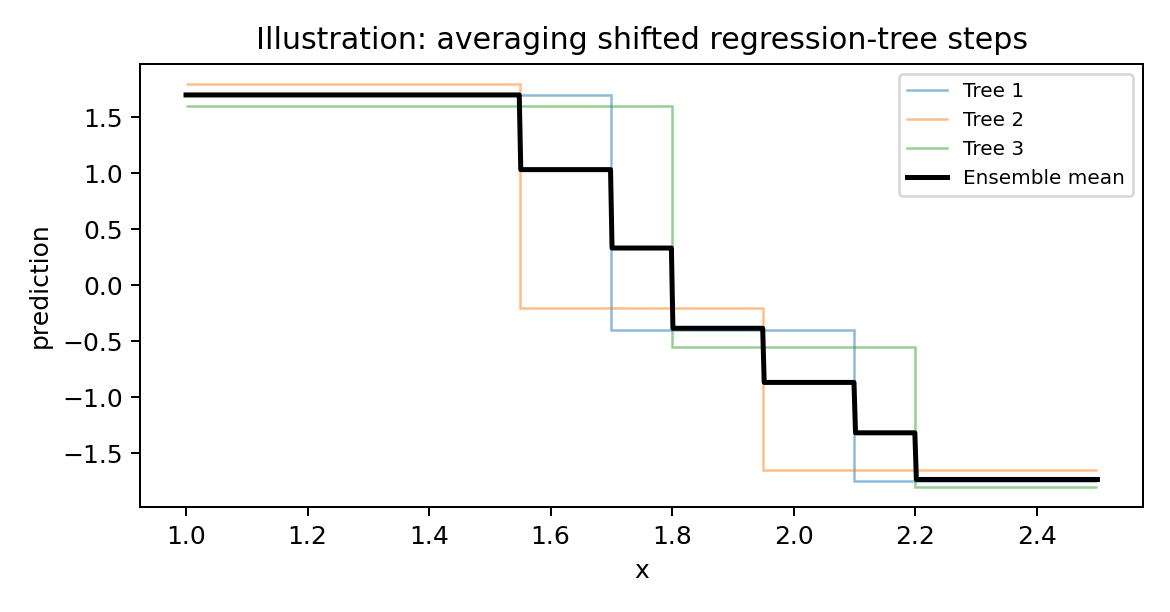 Illustration: averaging shifted regression-tree steps
Tree 1
Tree 2
Tree 3
Ensemble mean
prediction
1.5
1.0
0.5
0.0
−0.5
−1.0
−1.5
1.0 1.2 1.4 1.6 1.8 2.0 2.2 2.4
x